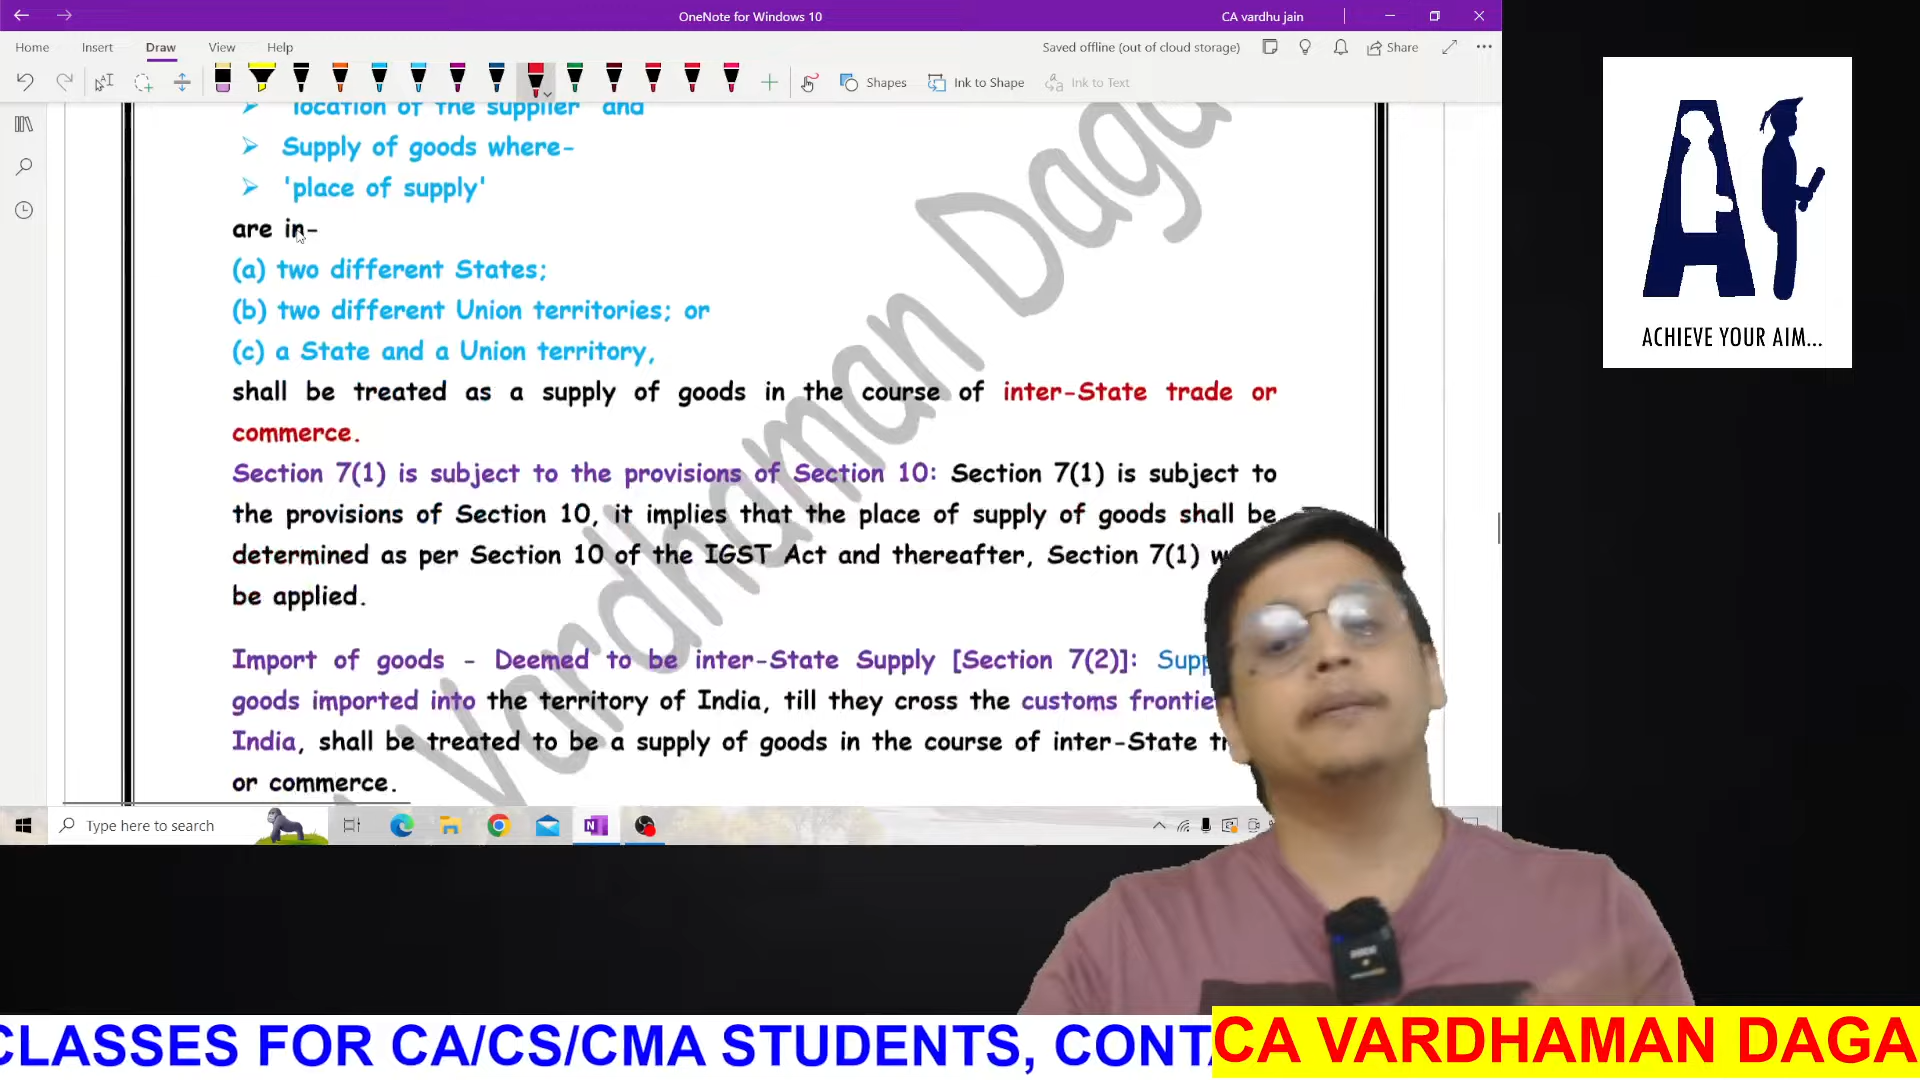 OneNote for Windows 10
CA vardhu jain
Home Insert Draw View Help
Saved offline (out of cloud storage)
Share
Shapes
Ink to Shape
Ink to Text
'location of the supplier' and
Supply of goods where-
'place of supply'
are in-
(a) two different States;
(b) two different Union territories; or
(c) a State and a Union territory,
shall be treated as a supply of goods in the course of inter-State trade or
commerce.
Section 7(1) is subject to the provisions of Section 10: Section 7(1) is subject to
the provisions of Section 10, it implies that the place of supply of goods shall be
determined as per Section 10 of the IGST Act and thereafter, Section 7(1)
be applied.
Import of goods - Deemed to be inter-State Supply [Section 7(2)]:
goods imported into the territory of India, till they cross the customs
India, shall be treated to be a supply of goods in the course of inter-State
or commerce.
Vardhaman Daga
Type here to search
ACHIEVE YOUR AIM...
CLASSES FOR CA/CS/CMA STUDENTS,
CA VARDHAMAN DAGA